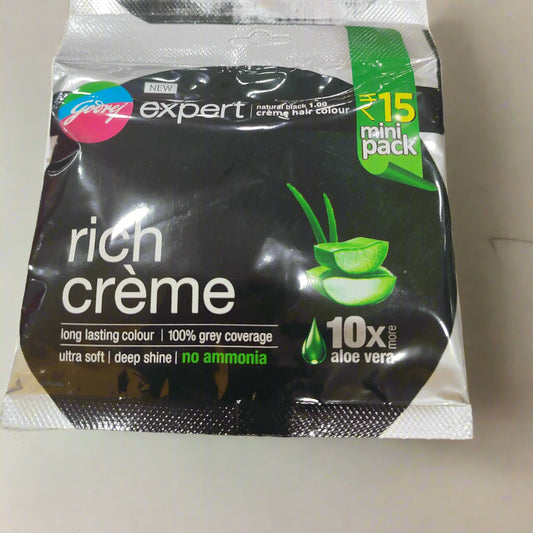 NEW
Godrej expert natural black 1.00
crème hair colour
₹15
mini
pack
rich
crème
long lasting colour | 100% grey coverage
ultra soft | deep shine | no ammonia
10x more
aloe vera